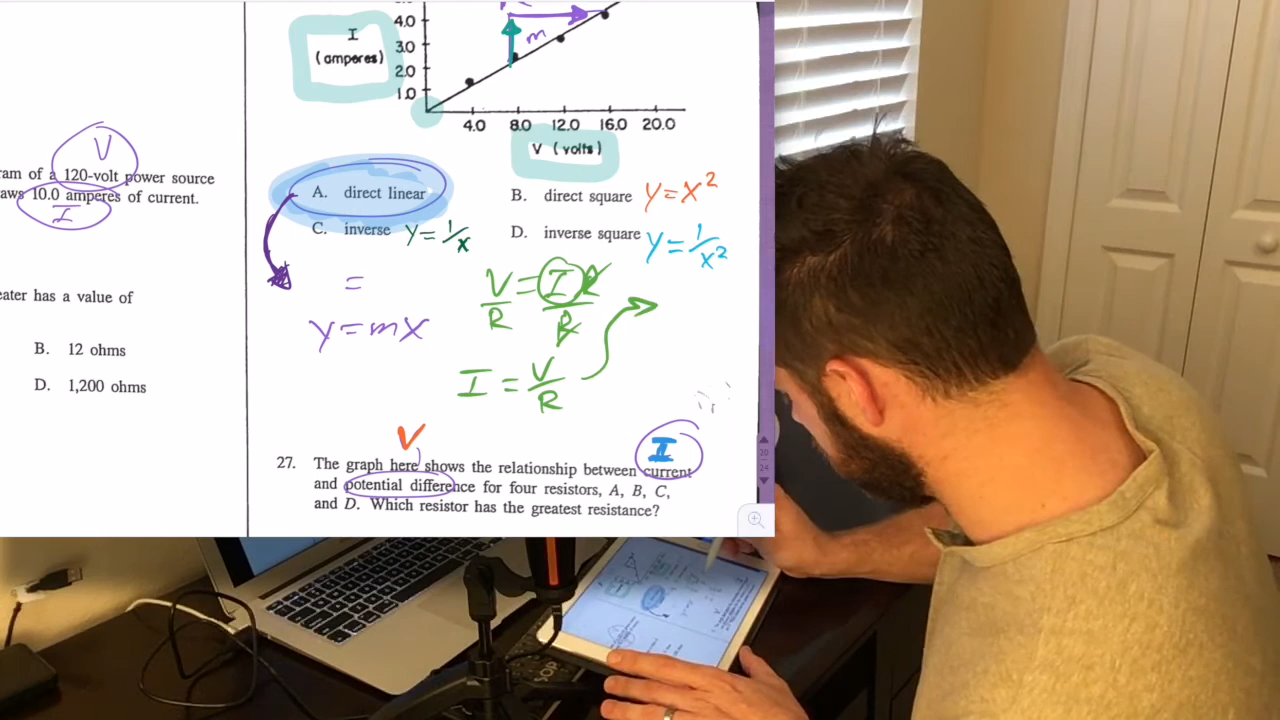 V
ram of a 120-volt power source
aws 10.0 amperes of current.
I
eater has a value of
B. 12 ohms
D. 1,200 ohms
I
(amperes)
4.0
3.0
2.0
1.0
m
4.0 8.0 12.0 16.0 20.0
V (volts)
A. direct linear
B. direct square y=x²
C. inverse y=1/x
D. inverse square y=1/x²
=
y=mx
V/R = IR/R
I = V/R
V
I
27. The graph here shows the relationship between current
and potential difference for four resistors, A, B, C,
and D. Which resistor has the greatest resistance?
20
24